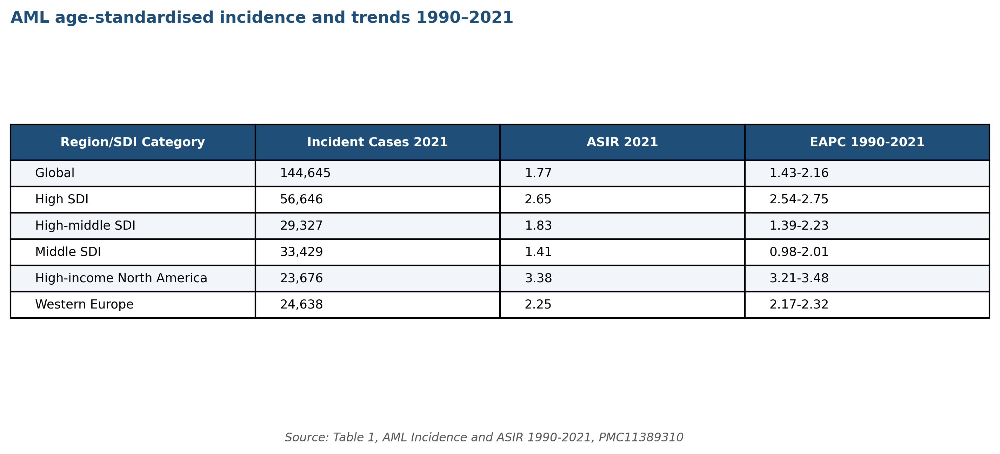 AML age-standardised incidence and trends 1990–2021
Region/SDI Category Incident Cases 2021 ASIR 2021 EAPC 1990-2021
Global 144,645 1.77 1.43-2.16
High SDI 56,646 2.65 2.54-2.75
High-middle SDI 29,327 1.83 1.39-2.23
Middle SDI 33,429 1.41 0.98-2.01
High-income North America 23,676 3.38 3.21-3.48
Western Europe 24,638 2.25 2.17-2.32
Source: Table 1, AML Incidence and ASIR 1990-2021, PMC11389310